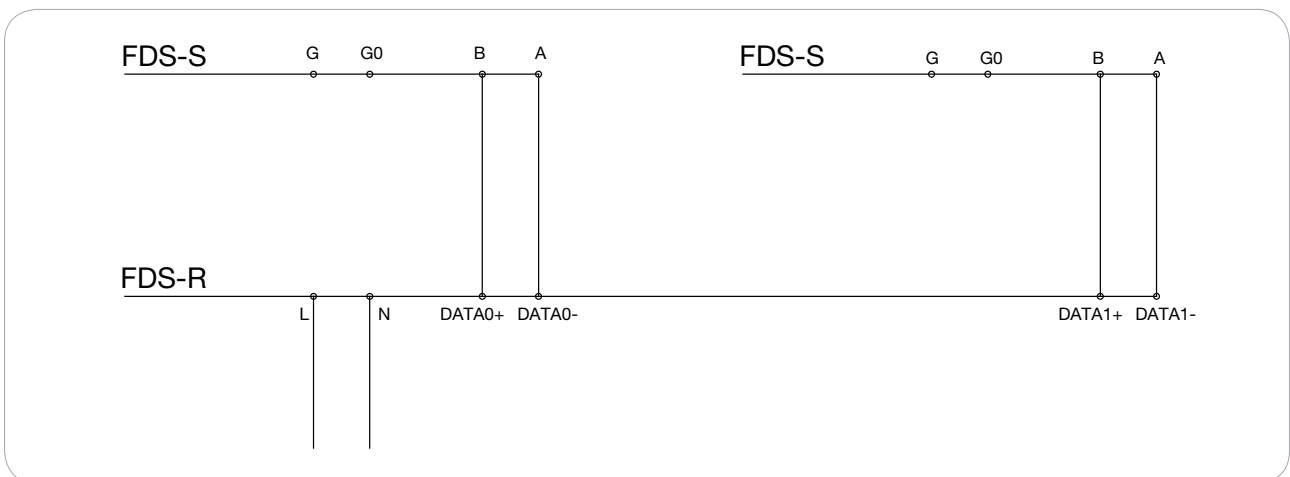 FDS-S G G0 B A FDS-S G G0 B A
FDS-R
L N DATA0+ DATA0- DATA1+ DATA1-